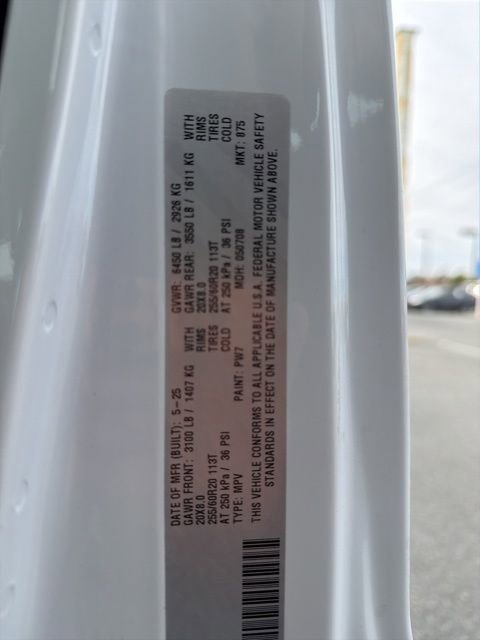 DATE OF MFR (BUILT): 5-25 GVWR: 6450 LB / 2926 KG
GAWR FRONT: 3100 LB / 1407 KG WITH GAWR REAR: 3550 LB / 1611 KG WITH
20X8.0 RIMS 20X8.0 RIMS
255/60R20 113T TIRES 255/60R20 113T TIRES
AT 250 kPa / 36 PSI COLD AT 250 kPa / 36 PSI COLD
TYPE: MPV PAINT: PW7 MDH: 050708 MKT: 875
THIS VEHICLE CONFORMS TO ALL APPLICABLE U.S.A. FEDERAL MOTOR VEHICLE SAFETY
STANDARDS IN EFFECT ON THE DATE OF MANUFACTURE SHOWN ABOVE.